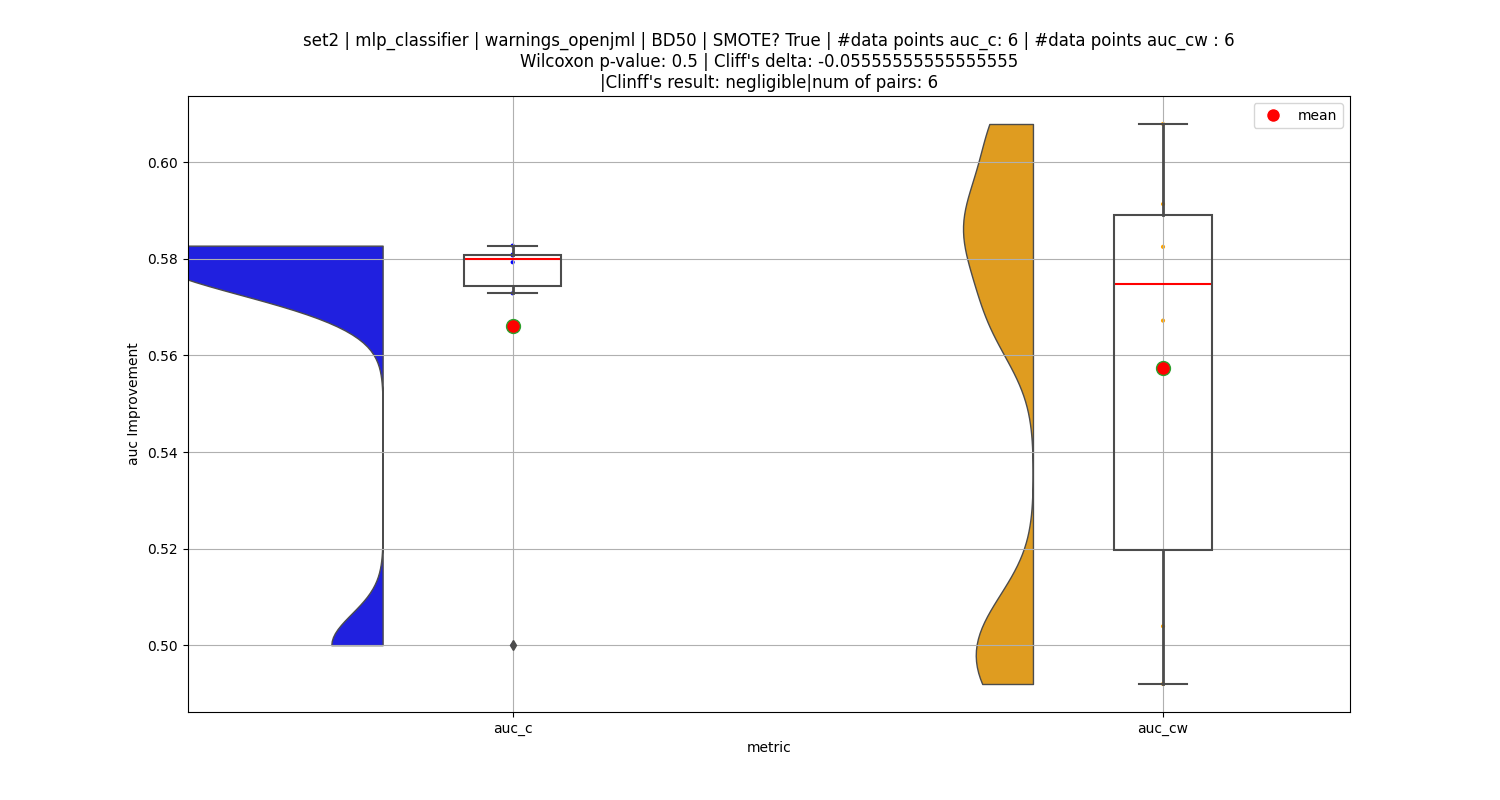 set2 | mlp_classifier | warnings_openjml | BD50 | SMOTE? True | #data points auc_c: 6 | #data points auc_cw : 6
Wilcoxon p-value: 0.5 | Cliff's delta: -0.05555555555555555
|Clinff's result: negligible|num of pairs: 6
mean
0.60
0.58
0.56
0.54
0.52
0.50
auc Improvement
auc_c
auc_cw
metric